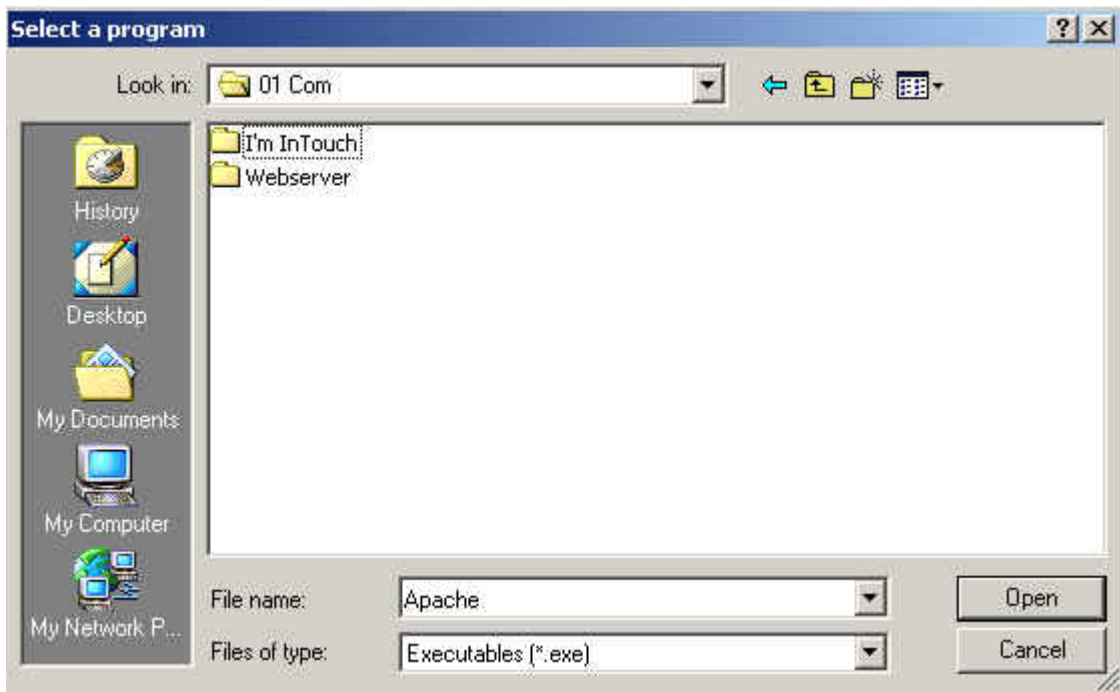 Select a program
Look in: 01 Com
I'm InTouch
Webserver
History
Desktop
My Documents
My Computer
My Network P...
File name: Apache Open
Files of type: Executables (*.exe) Cancel